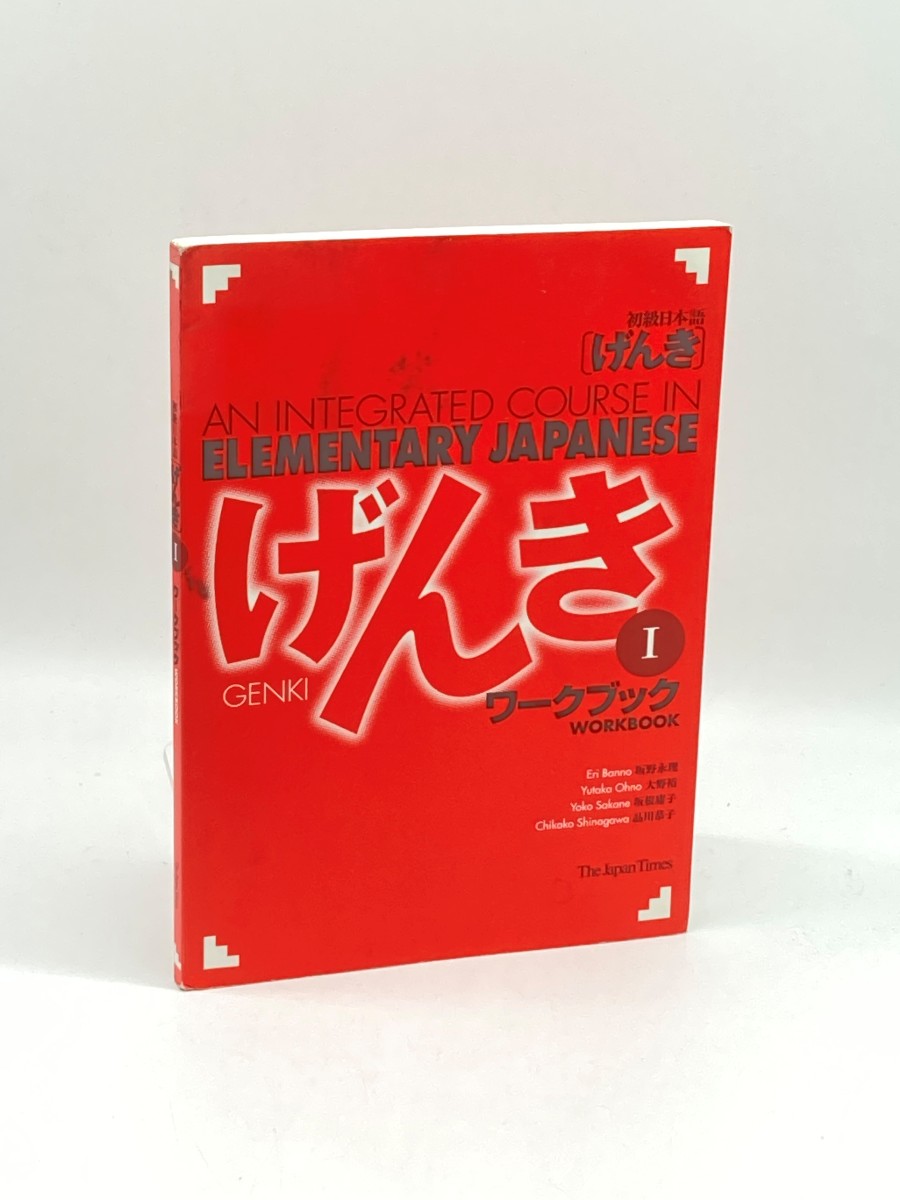 初級日本語
[げんき]
AN INTEGRATED COURSE IN
ELEMENTARY JAPANESE
げんき
I
GENKI
ワークブック
WORKBOOK
Eri Banno 坂野永理
Yutaka Ohno 大野裕
Yoko Sakane 坂根庸子
Chikako Shinagawa 品川恭子
The Japan Times
I
WORKBOOK